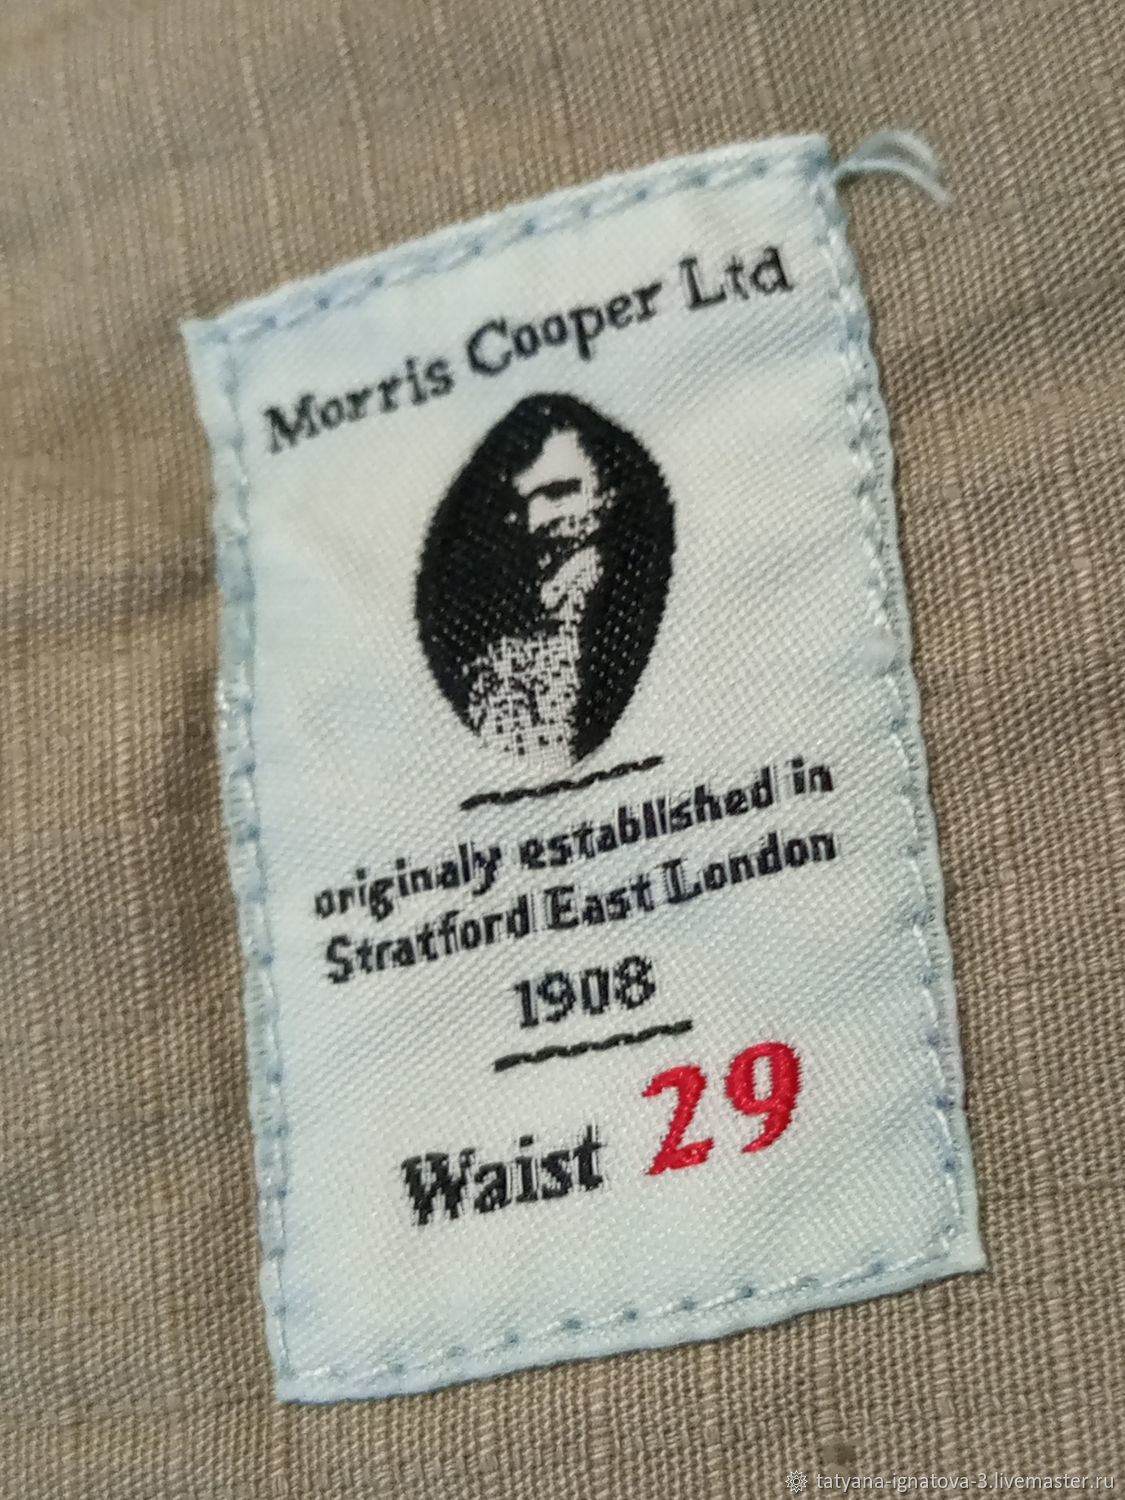 Morris Cooper Ltd
originaly established in
Stratford East London
1908
Waist 29
tatyana-ignatova-3.livemaster.ru